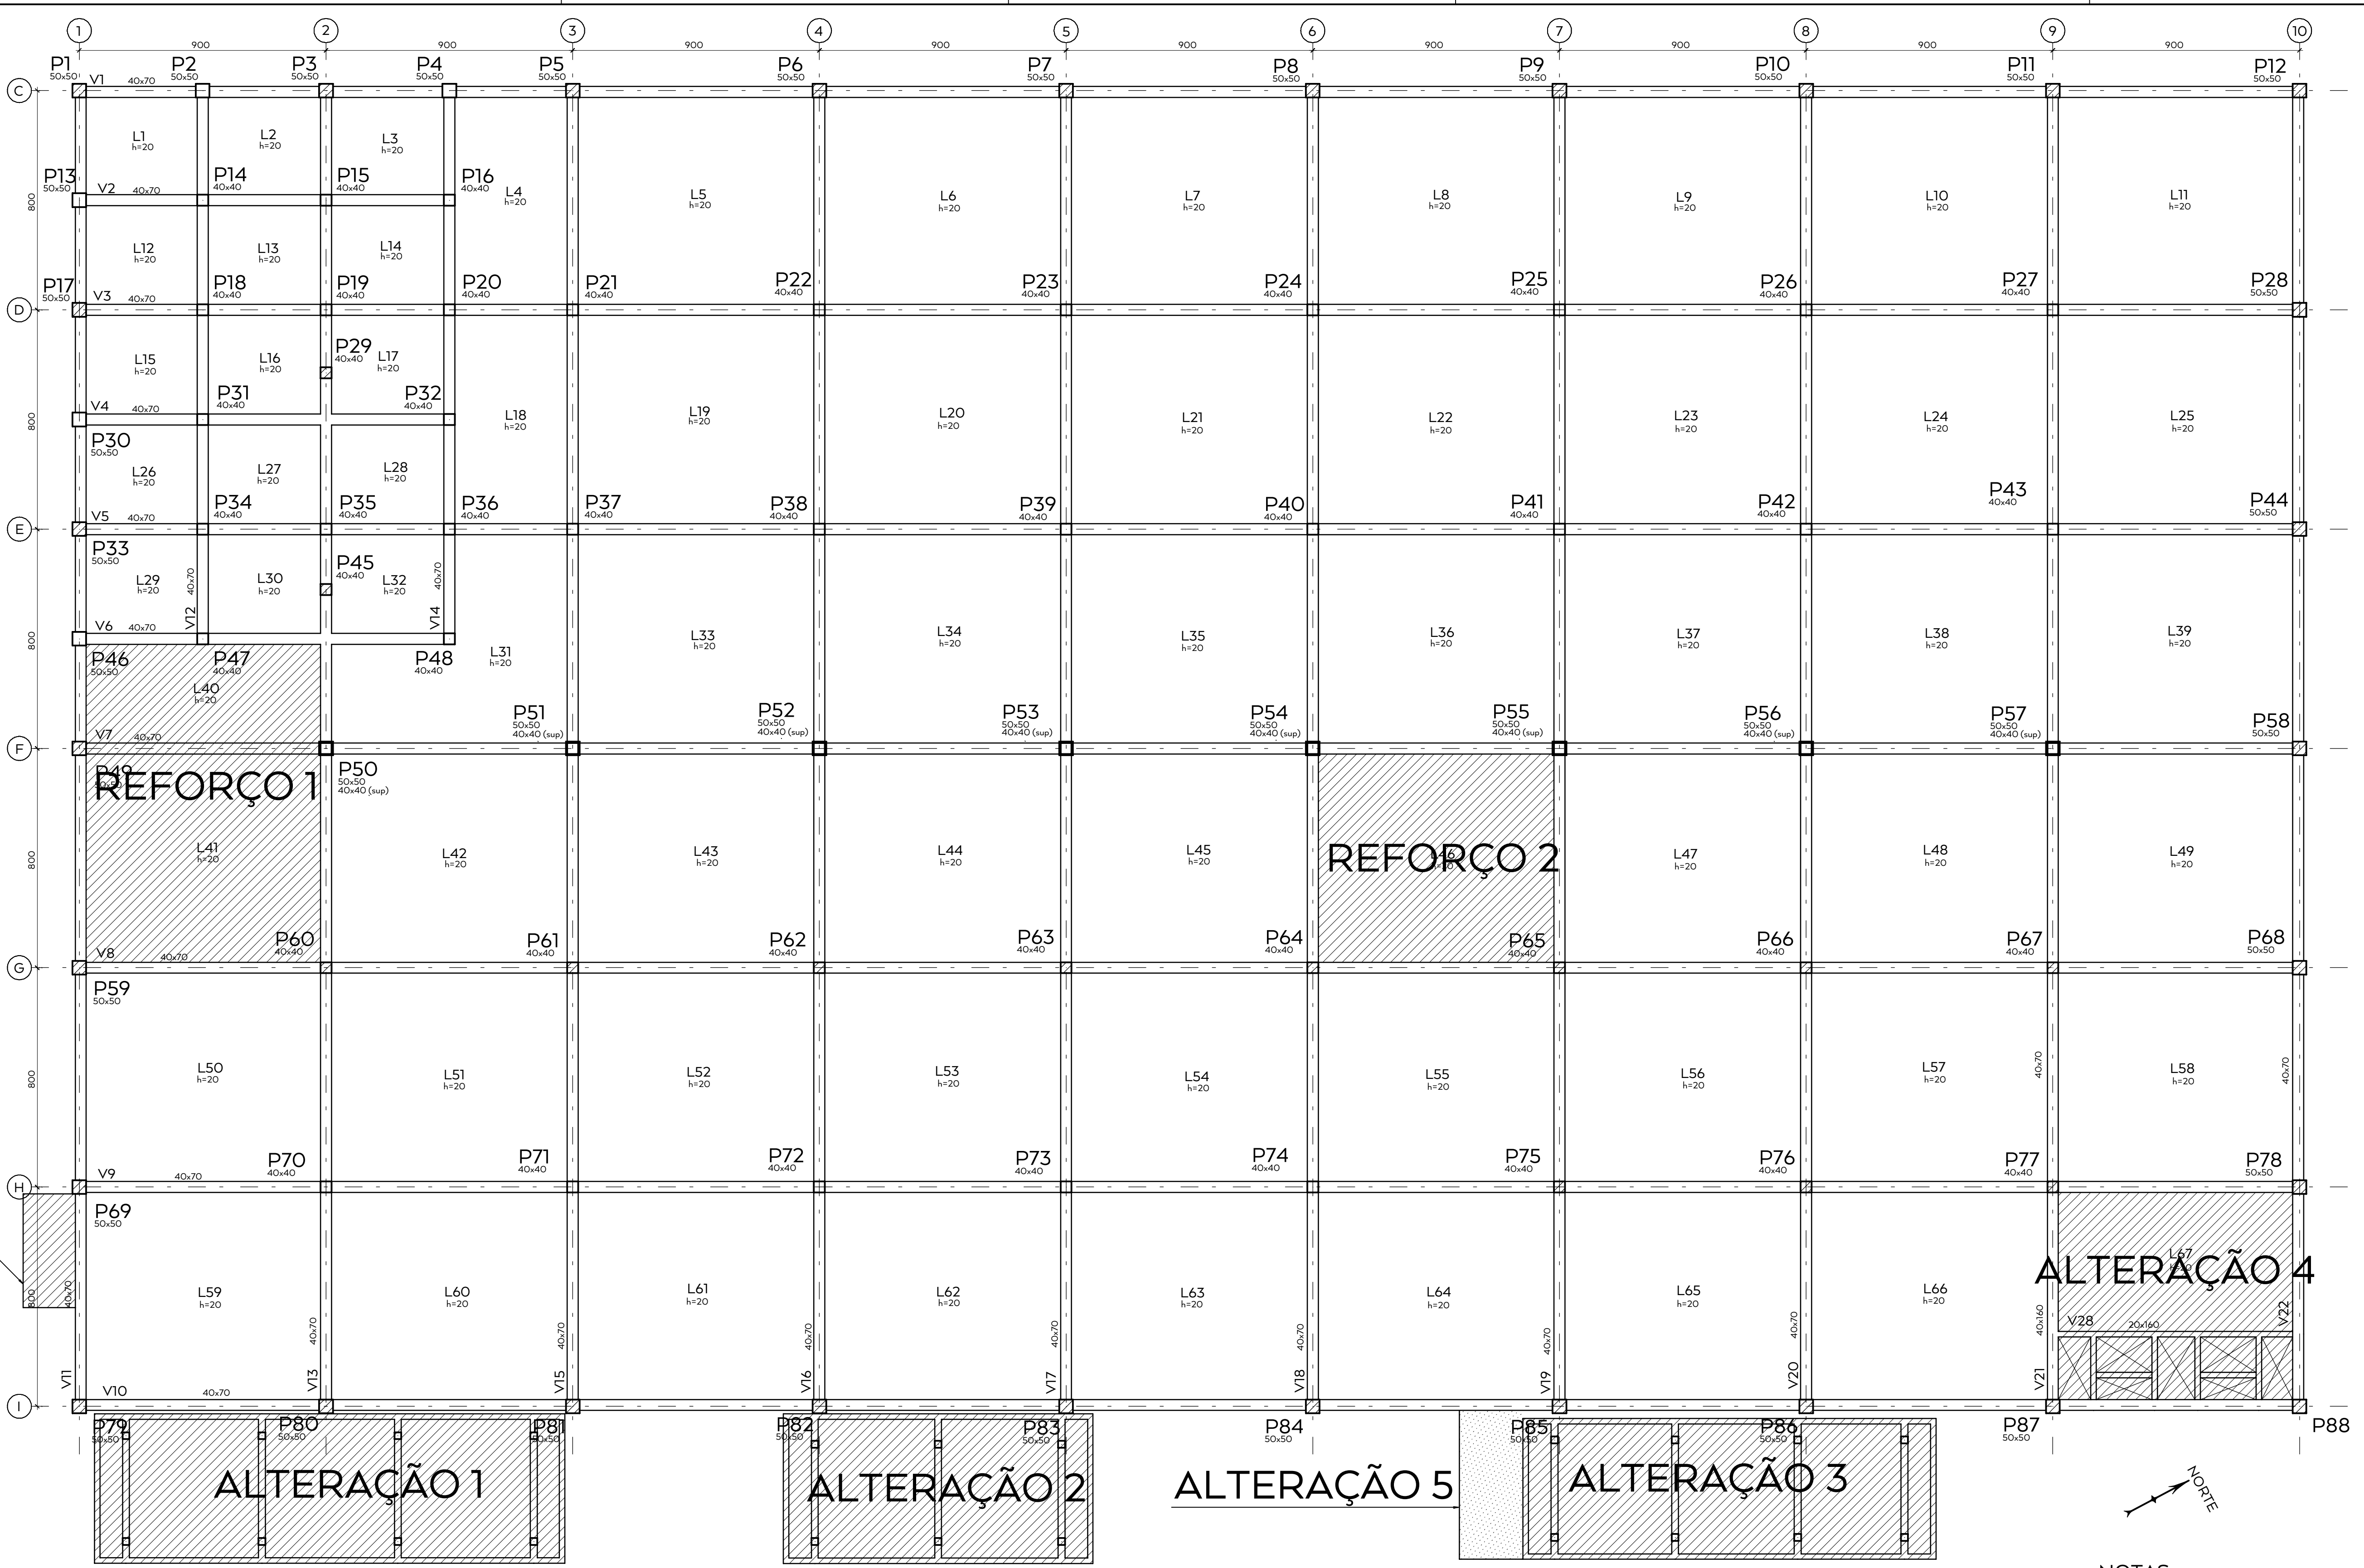 1 2 3 4 5 6 7 8 9 10
900 900 900 900 900 900 900 900 900
P1 P2 P3 P4 P5 P6 P7 P8 P9 P10 P11 P12
50x50 50x50 50x50 50x50 50x50 50x50 50x50 50x50 50x50 50x50 50x50 50x50
V1 40x70
C
L1 L2 L3
h=20 h=20 h=20
P13 P14 P15 P16
50x50 40x40 40x40 40x40
V2 40x70
800
L4 L5 L6 L7 L8 L9 L10 L11
h=20 h=20 h=20 h=20 h=20 h=20 h=20 h=20
L12 L13 L14
h=20 h=20 h=20
P17 P18 P19 P20 P21 P22 P23 P24 P25 P26 P27 P28
50x50 40x40 40x40 40x40 40x40 40x40 40x40 40x40 40x40 40x40 40x40 50x50
V3 40x70
D
P29
40x40
L15 L16 L17
h=20 h=20 h=20
P31 P32
40x40 40x40
V4 40x70
800
L18 L19 L20 L21 L22 L23 L24 L25
h=20 h=20 h=20 h=20 h=20 h=20 h=20 h=20
P30
50x50
L26 L27 L28
h=20 h=20 h=20
P34 P35 P36 P37 P38 P39 P40 P41 P42 P43 P44
40x40 40x40 40x40 40x40 40x40 40x40 40x40 40x40 40x40 40x40 50x50
V5 40x70
E
P33
50x50
P45
40x40
L29 L30 L32
h=20 h=20 h=20
40x70 40x70
V12 V14
V6 40x70
800
L31 L33 L34 L35 L36 L37 L38 L39
h=20 h=20 h=20 h=20 h=20 h=20 h=20 h=20
P46 P47 P48
50x50 40x40 40x40
L40
h=20
P51 P52 P53 P54 P55 P56 P57 P58
50x50 50x50 50x50 50x50 50x50 50x50 50x50 50x50
40x40 (sup) 40x40 (sup) 40x40 (sup) 40x40 (sup) 40x40 (sup) 40x40 (sup) 40x40 (sup)
V7 40x70
F
P49
REFORÇO 1
P50
50x50
40x40 (sup)
800
L41 L42 L43 L44 L45 L46 L47 L48 L49
h=20 h=20 h=20 h=20 h=20 h=20 h=20 h=20
REFORÇO 2
P60 P61 P62 P63 P64 P65 P66 P67 P68
40x40 40x40 40x40 40x40 40x40 40x40 40x40 40x40 50x50
V8 40x70
G
P59
50x50
800
L50 L51 L52 L53 L54 L55 L56 L57 L58
h=20 h=20 h=20 h=20 h=20 h=20 h=20 h=20 h=20
40x70 40x70
P70 P71 P72 P73 P74 P75 P76 P77 P78
40x40 40x40 40x40 40x40 40x40 40x40 40x40 40x40 50x50
V9 40x70
H
P69
50x50
800 40x70
L59 L60 L61 L62 L63 L64 L65 L66 L67
h=20 h=20 h=20 h=20 h=20 h=20 h=20 h=20 h=20
ALTERAÇÃO 4
V28 20x160 V22
40x70 40x70 40x70 40x70 40x70 40x70 40x70 40x160
V11 V13 V15 V16 V17 V18 V19 V20 V21
V10 40x70
I
P79 P80 P81 P82 P83 P84 P85 P86 P87 P88
50x50 50x50 50x50 50x50 50x50 50x50 50x50 50x50 50x50
ALTERAÇÃO 1 ALTERAÇÃO 2 ALTERAÇÃO 5 ALTERAÇÃO 3
NORTE